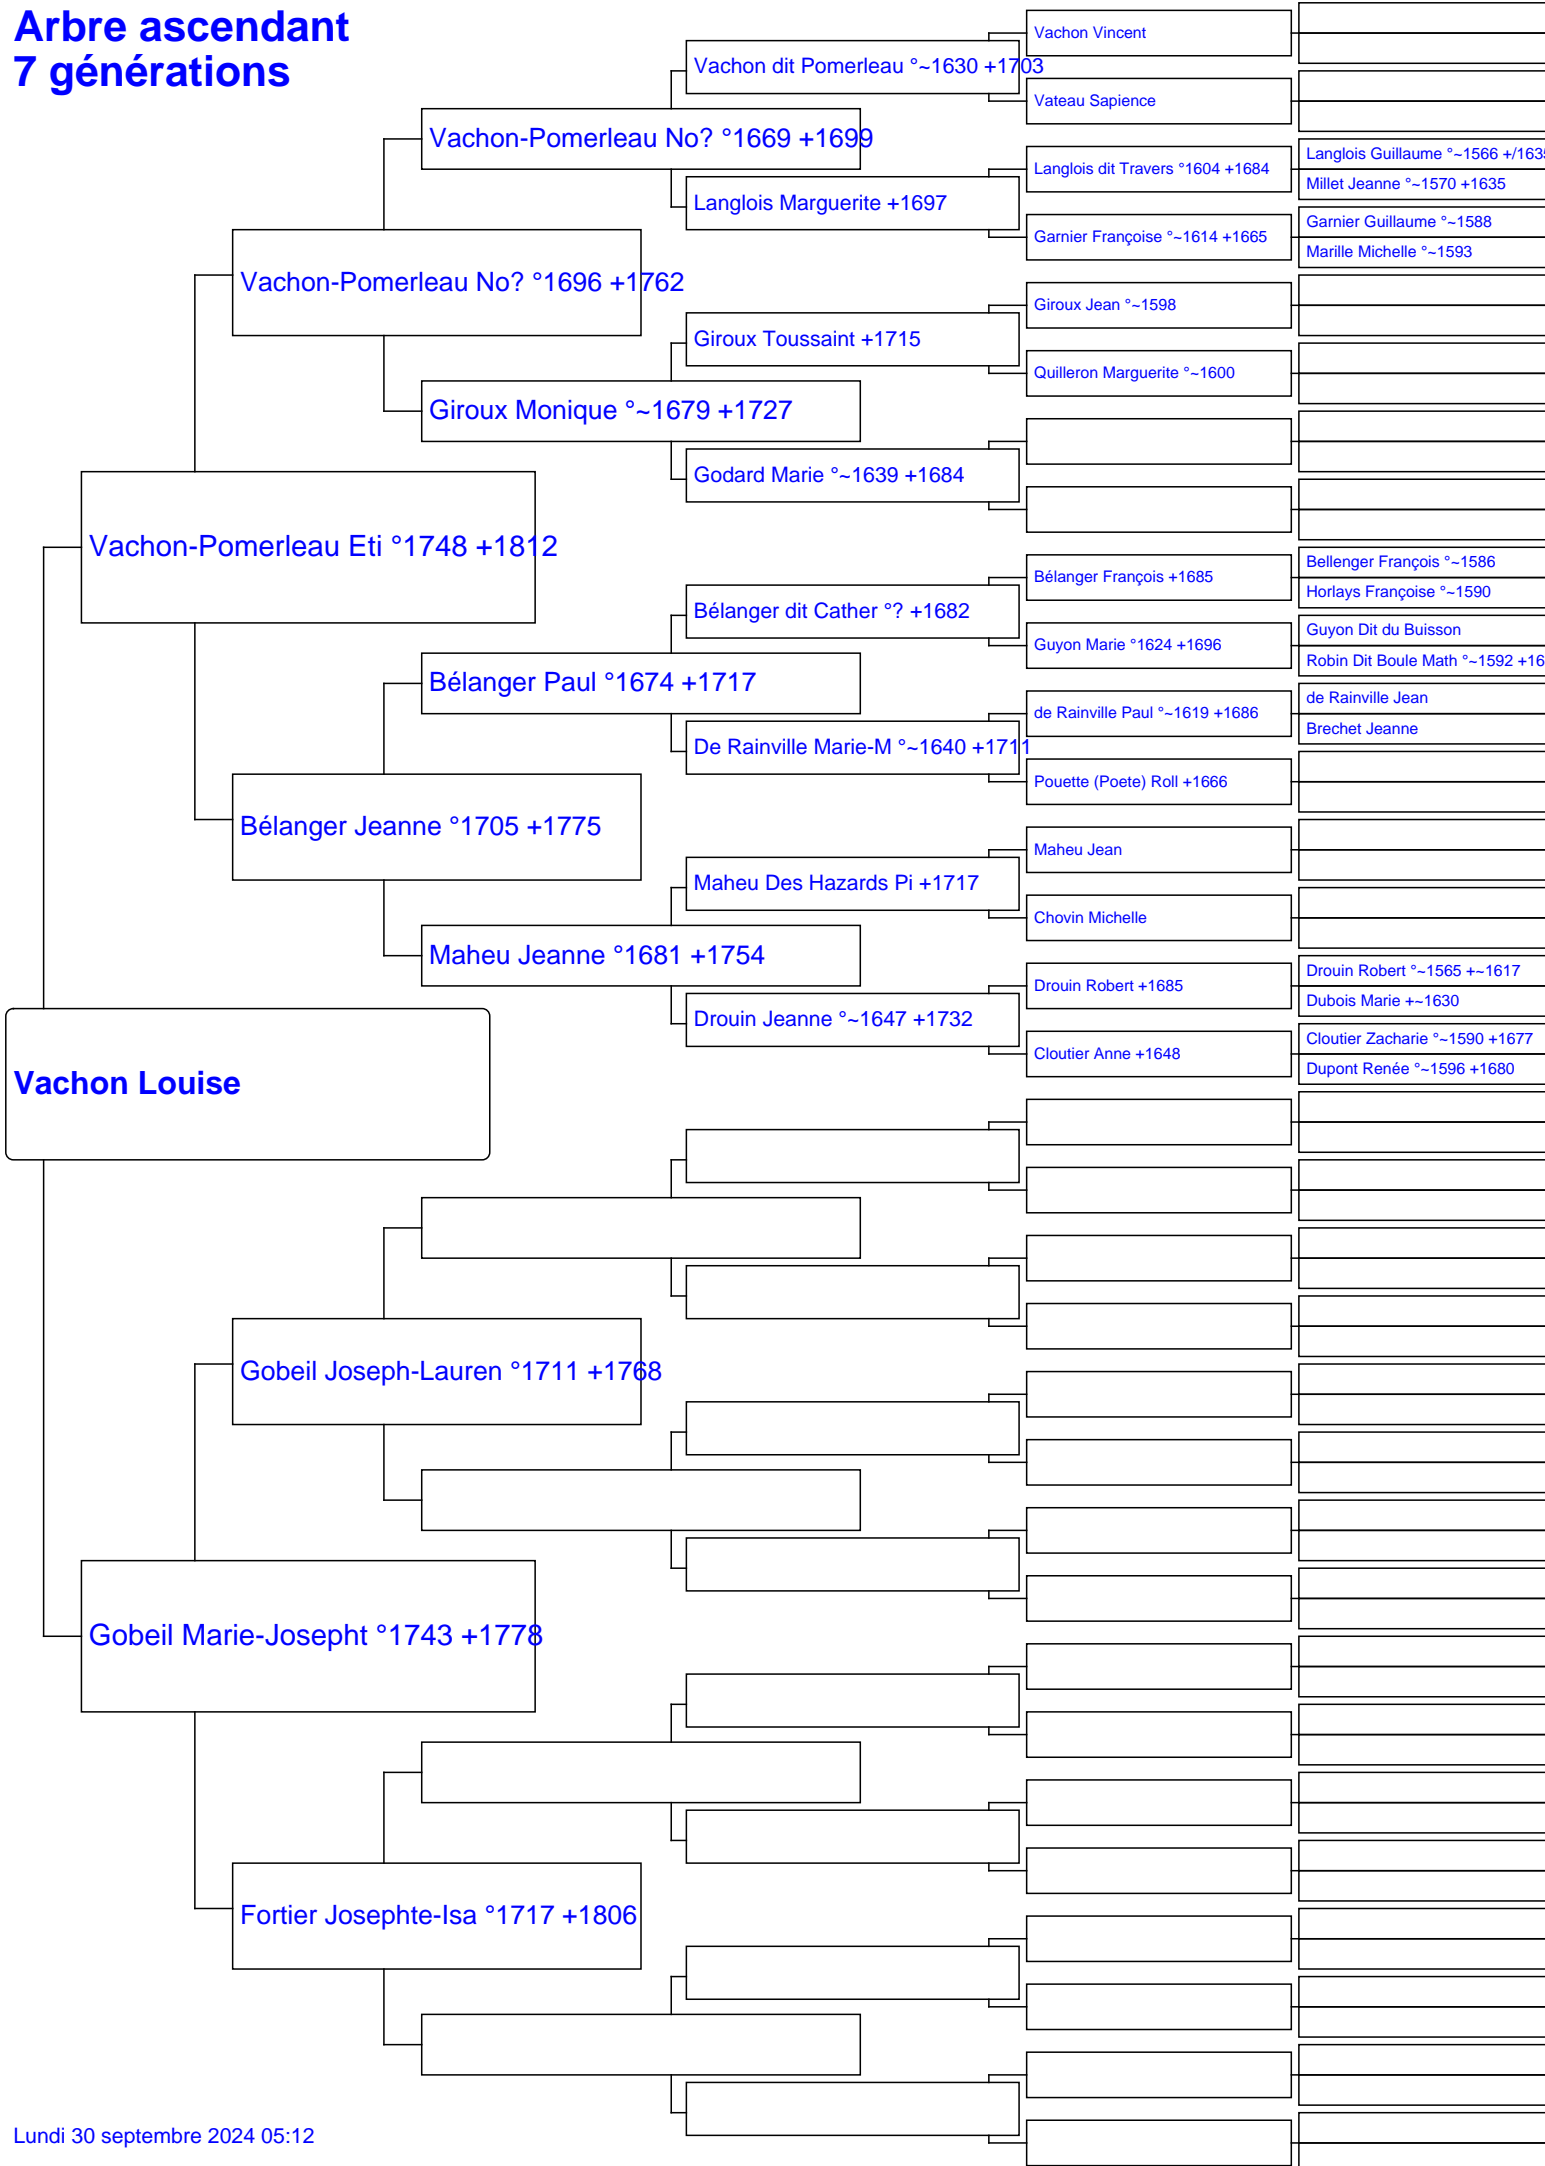 Arbre ascendant
7 générations
Vachon Vincent
Vachon dit Pomerleau °~1630 +1703
Vateau Sapience
Vachon-Pomerleau No? °1669 +1699
Langlois Guillaume °~1566 +/1635
Langlois dit Travers °1604 +1684
Millet Jeanne °~1570 +1635
Langlois Marguerite +1697
Garnier Guillaume °~1588
Garnier Françoise °~1614 +1665
Marille Michelle °~1593
Vachon-Pomerleau No? °1696 +1762
Giroux Jean °~1598
Giroux Toussaint +1715
Quilleron Marguerite °~1600
Giroux Monique °~1679 +1727
Godard Marie °~1639 +1684
Vachon-Pomerleau Eti °1748 +1812
Bellenger François °~1586
Bélanger François +1685
Horlays Françoise °~1590
Bélanger dit Cather °? +1682
Guyon Dit du Buisson
Guyon Marie °1624 +1696
Robin Dit Boule Math °~1592 +16
Bélanger Paul °1674 +1717
de Rainville Jean
de Rainville Paul °~1619 +1686
Brechet Jeanne
De Rainville Marie-M °~1640 +1711
Pouette (Poete) Roll +1666
Bélanger Jeanne °1705 +1775
Maheu Jean
Maheu Des Hazards Pi +1717
Chovin Michelle
Maheu Jeanne °1681 +1754
Drouin Robert °~1565 +~1617
Drouin Robert +1685
Dubois Marie +~1630
Drouin Jeanne °~1647 +1732
Cloutier Zacharie °~1590 +1677
Cloutier Anne +1648
Dupont Renée °~1596 +1680
Vachon Louise
Gobeil Joseph-Lauren °1711 +1768
Gobeil Marie-Josepht °1743 +1778
Fortier Josephte-Isa °1717 +1806
Lundi 30 septembre 2024 05:12